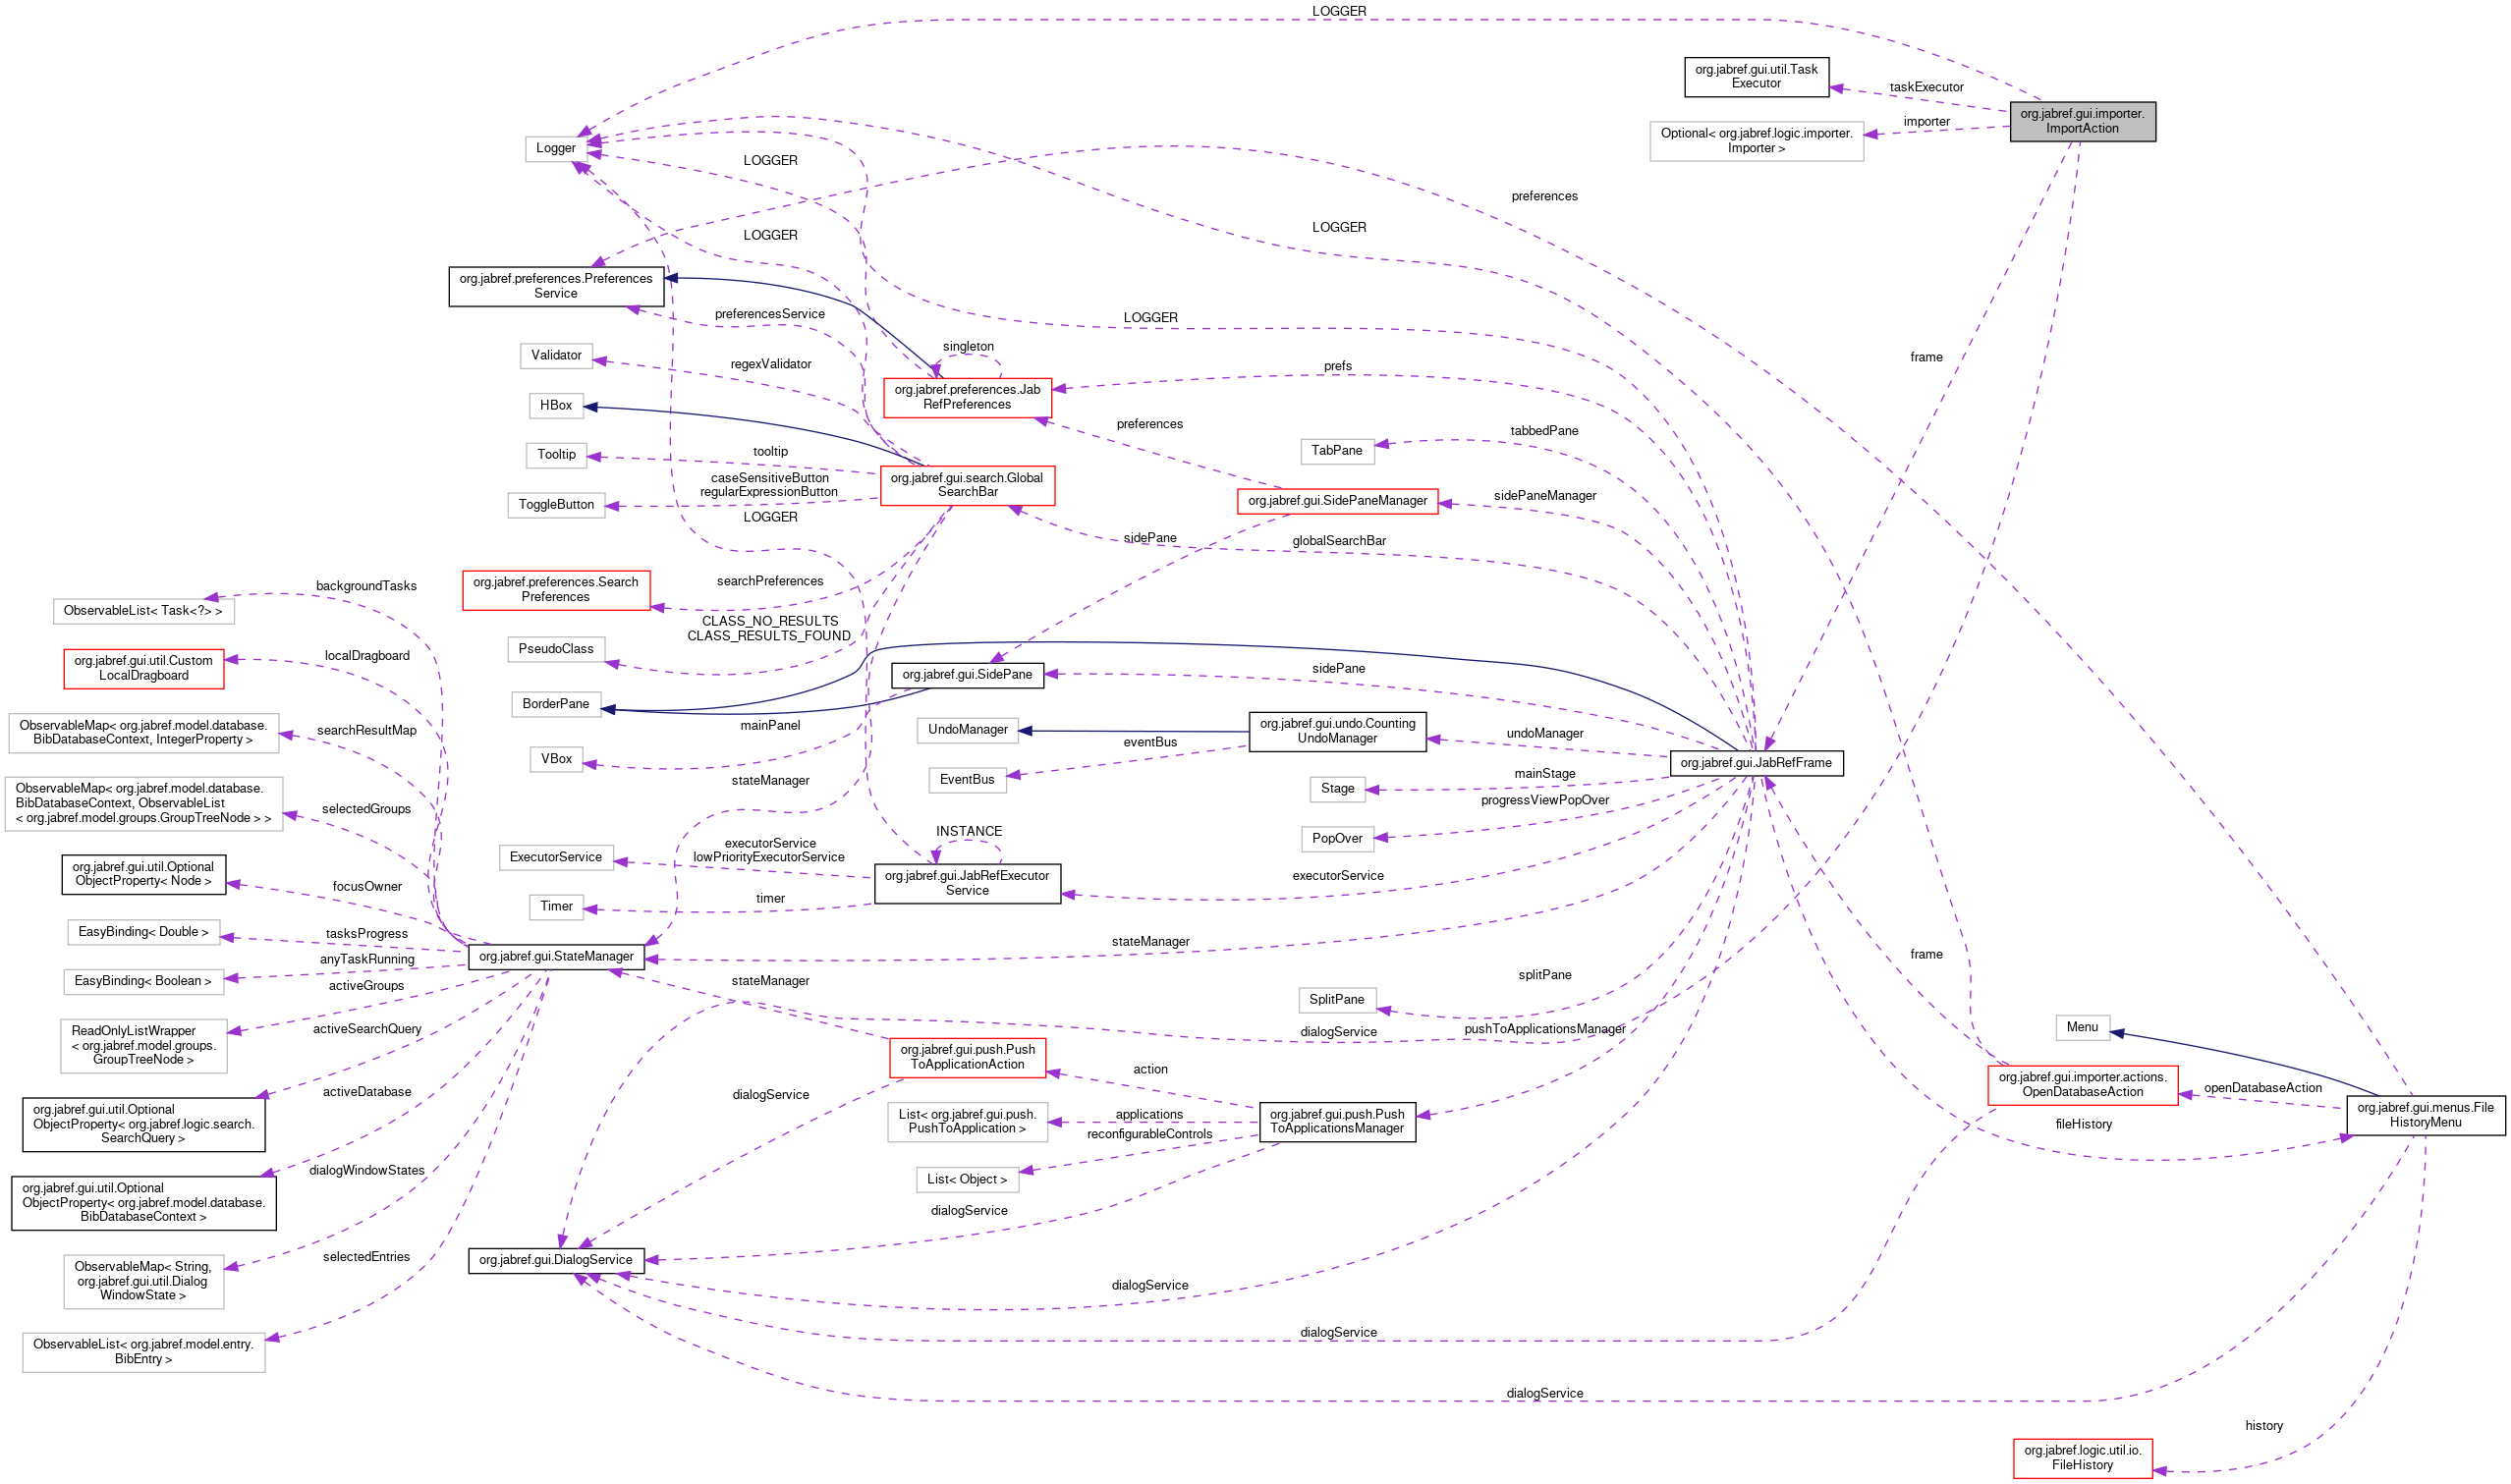 LOGGER
org.jabref.gui.util.Task
Executor
taskExecutor
org.jabref.gui.importer.
ImportAction
importer
Optional< org.jabref.logic.importer.
Importer >
Logger
LOGGER
preferences
LOGGER
LOGGER
org.jabref.preferences.Preferences
Service
preferencesService
LOGGER
Validator
regexValidator
singleton
frame
prefs
org.jabref.preferences.Jab
RefPreferences
HBox
preferences
tabbedPane
TabPane
Tooltip
tooltip
org.jabref.gui.search.Global
SearchBar
caseSensitiveButton
regularExpressionButton
ToggleButton
org.jabref.gui.SidePaneManager
sidePaneManager
LOGGER
sidePane
globalSearchBar
org.jabref.preferences.Search
Preferences
searchPreferences
backgroundTasks
ObservableList< Task<?> >
CLASS_NO_RESULTS
CLASS_RESULTS_FOUND
PseudoClass
org.jabref.gui.util.Custom
LocalDragboard
localDragboard
org.jabref.gui.SidePane
sidePane
BorderPane
ObservableMap< org.jabref.model.database.
BibDatabaseContext, IntegerProperty >
searchResultMap
mainPanel
UndoManager
org.jabref.gui.undo.Counting
UndoManager
undoManager
eventBus
VBox
org.jabref.gui.JabRefFrame
EventBus
mainStage
Stage
stateManager
ObservableMap< org.jabref.model.database.
BibDatabaseContext, ObservableList
< org.jabref.model.groups.GroupTreeNode > >
selectedGroups
progressViewPopOver
PopOver
INSTANCE
ExecutorService
executorService
lowPriorityExecutorService
org.jabref.gui.JabRefExecutor
Service
executorService
org.jabref.gui.util.Optional
ObjectProperty< Node >
focusOwner
Timer
timer
EasyBinding< Double >
tasksProgress
org.jabref.gui.StateManager
stateManager
frame
anyTaskRunning
EasyBinding< Boolean >
activeGroups
stateManager
splitPane
SplitPane
ReadOnlyListWrapper
< org.jabref.model.groups.
GroupTreeNode >
activeSearchQuery
dialogService
pushToApplicationsManager
Menu
org.jabref.gui.push.Push
ToApplicationAction
action
org.jabref.gui.importer.actions.
OpenDatabaseAction
openDatabaseAction
org.jabref.gui.util.Optional
ObjectProperty< org.jabref.logic.search.
SearchQuery >
activeDatabase
dialogService
List< org.jabref.gui.push.
PushToApplication >
applications
org.jabref.gui.push.Push
ToApplicationsManager
reconfigurableControls
fileHistory
org.jabref.gui.menus.File
HistoryMenu
org.jabref.gui.util.Optional
ObjectProperty< org.jabref.model.database.
BibDatabaseContext >
dialogWindowStates
List< Object >
dialogService
ObservableMap< String,
org.jabref.gui.util.Dialog
WindowState >
selectedEntries
org.jabref.gui.DialogService
dialogService
ObservableList< org.jabref.model.entry.
BibEntry >
dialogService
dialogService
history
org.jabref.logic.util.io.
FileHistory